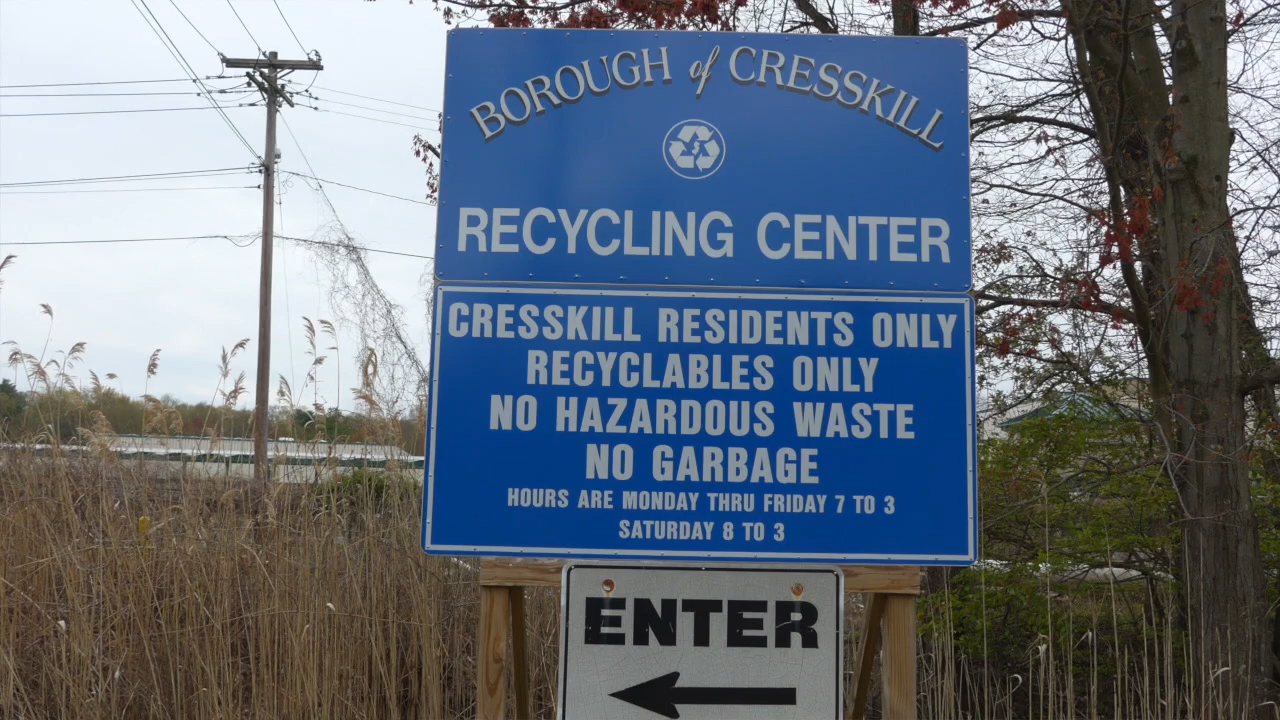 BOROUGH of CRESSKILL
RECYCLING CENTER
CRESSKILL RESIDENTS ONLY
RECYCLABLES ONLY
NO HAZARDOUS WASTE
NO GARBAGE
HOURS ARE MONDAY THRU FRIDAY 7 TO 3
SATURDAY 8 TO 3
ENTER